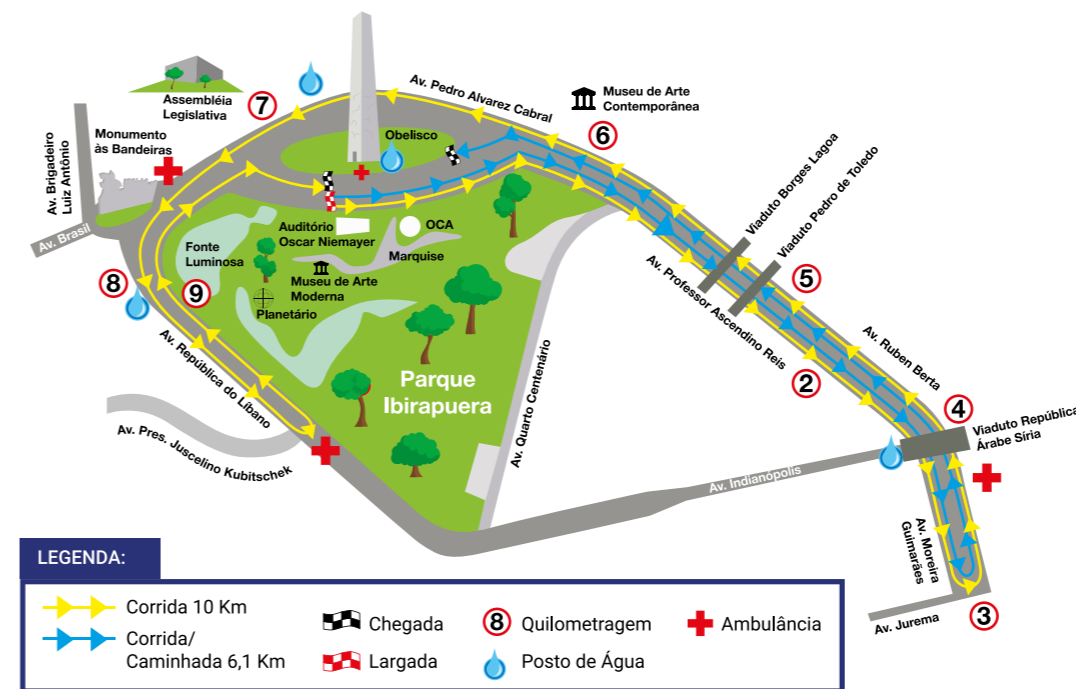 Av. Pedro Alvarez Cabral
Museu de Arte
Contemporânea
Assembléia
Legislativa
7
6
Obelisco
Monumento
às Bandeiras
Av. Brigadeiro
Luiz Antônio
Av. Brasil
Viaduto Borges Lagoa
Viaduto Pedro de Toledo
Auditório
Oscar Niemayer
OCA
Marquise
Fonte
Luminosa
Museu de Arte
Moderna
Planetário
8
9
5
Av. Professor Ascendino Reis
Av. Ruben Berta
2
4
Viaduto República
Árabe Síria
Av. República do Líbano
Parque
Ibirapuera
Av. Quarto Centenário
Av. Pres. Juscelino Kubitschek
Av. Indianópolis
Av. Moreira
Guimarães
3
Av. Jurema
LEGENDA:
Corrida 10 Km
Corrida/
Caminhada 6,1 Km
Chegada
Largada
8 Quilometragem
Posto de Água
Ambulância